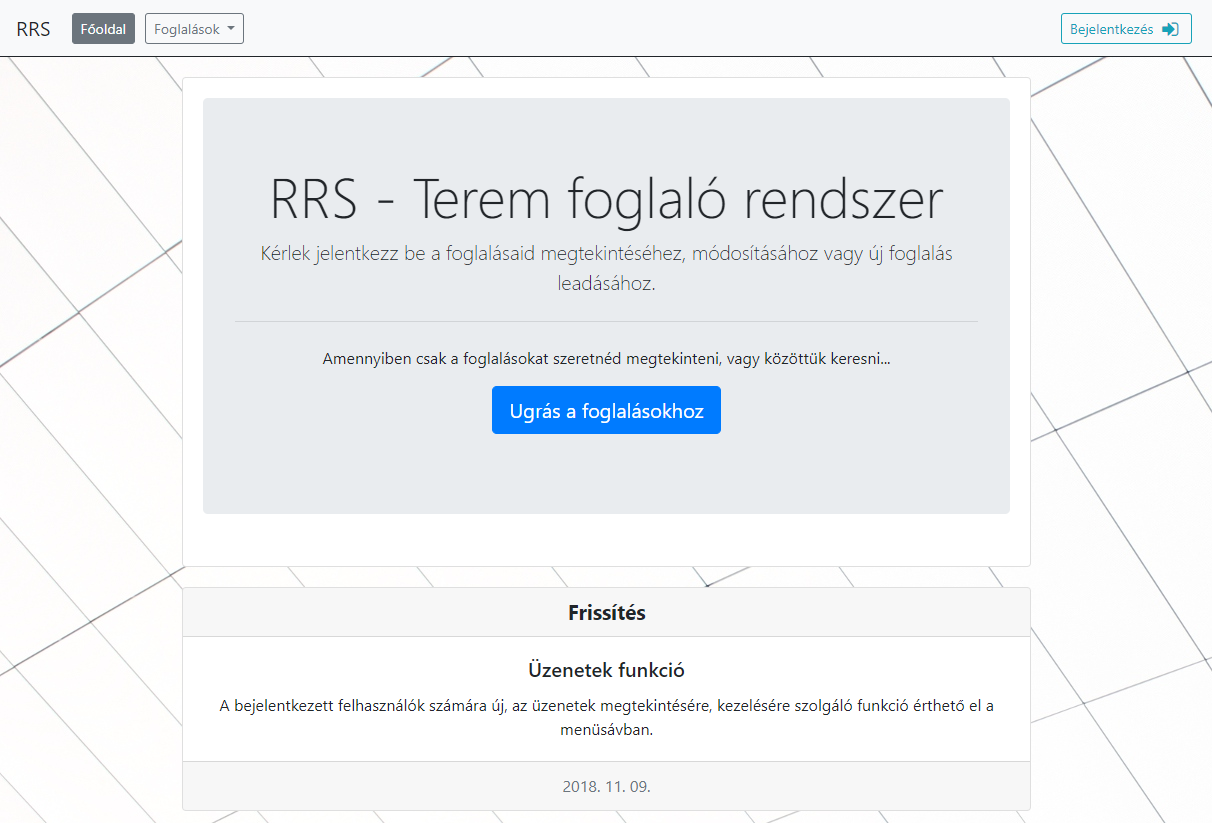 RRS Főoldal Foglalások Bejelentkezés
RRS - Terem foglaló rendszer
Kérlek jelentkezz be a foglalásaid megtekintéséhez, módosításához vagy új foglalás
leadásához.
Amennyiben csak a foglalásokat szeretnéd megtekinteni, vagy közöttük keresni...
Ugrás a foglalásokhoz
Frissítés
Üzenetek funkció
A bejelentkezett felhasználók számára új, az üzenetek megtekintésére, kezelésére szolgáló funkció érthető el a
menüsávban.
2018. 11. 09.